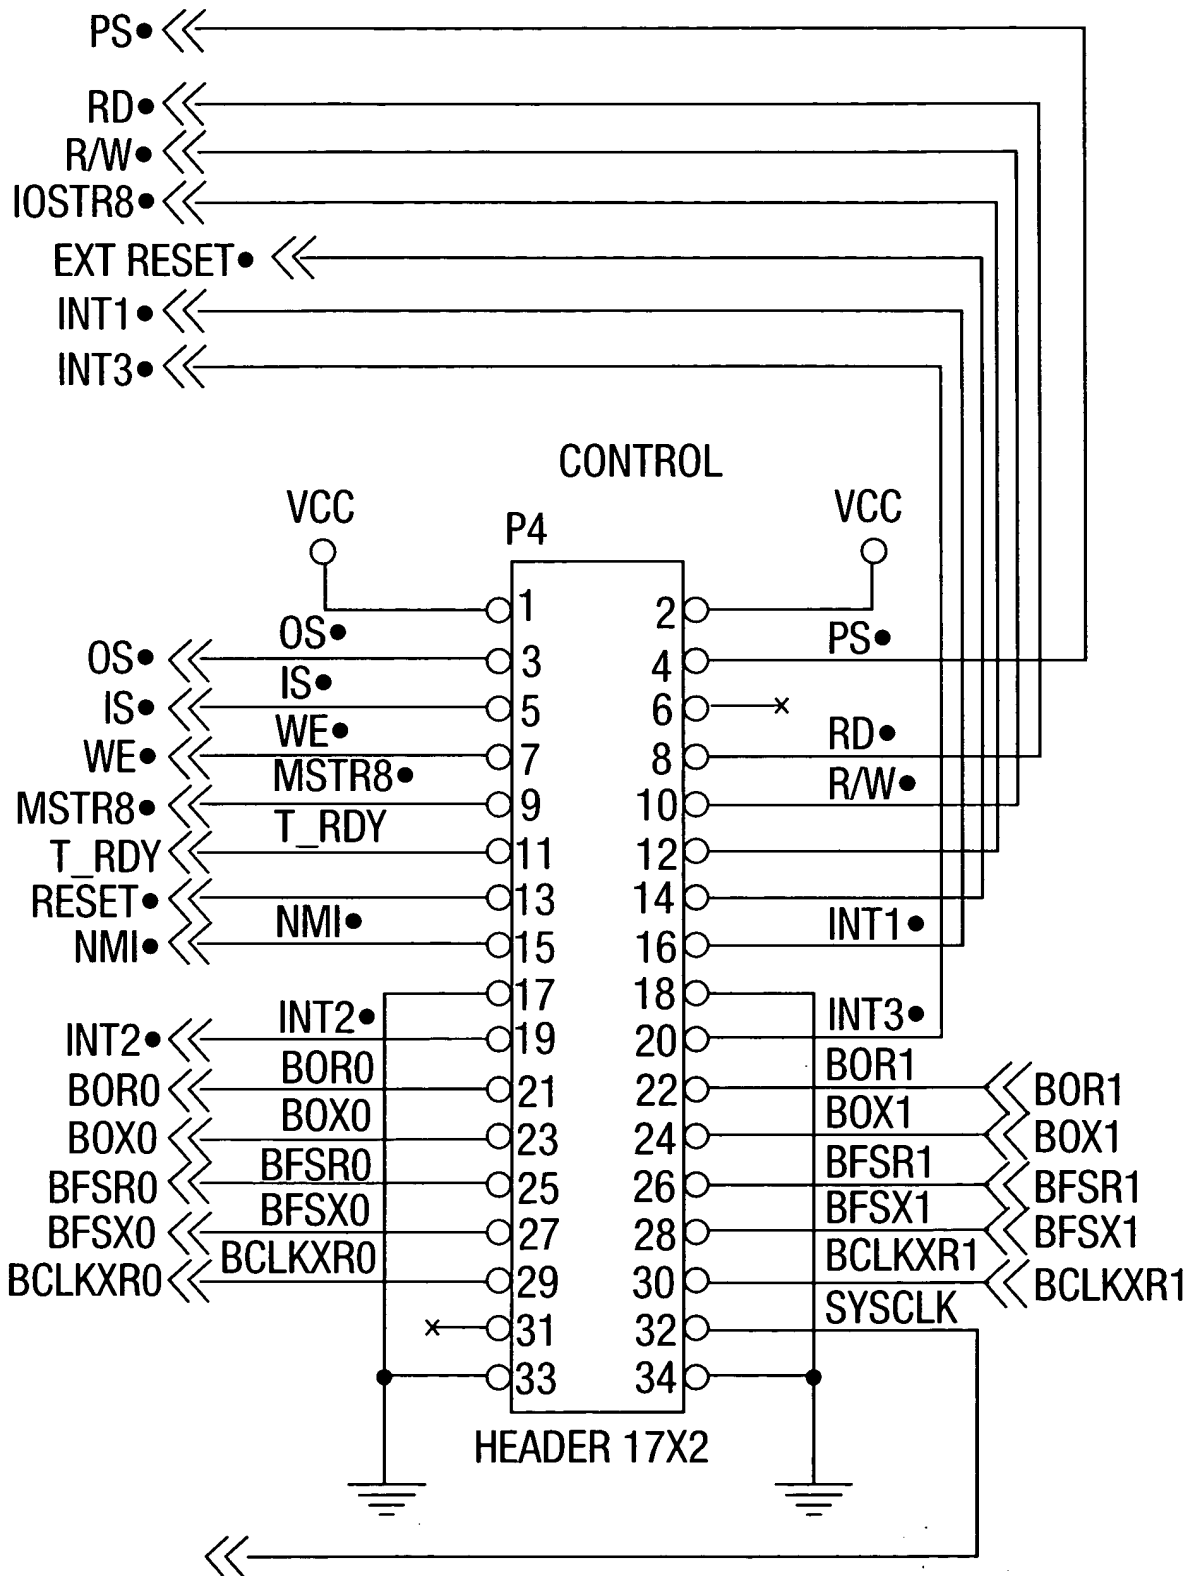 PS•
RD•
R/W•
IOSTR8•
EXT RESET•
INT1•
INT3•
CONTROL
VCC
VCC
P4
1 2
OS• OS• 3 4 PS•
IS• IS• 5 6
WE• WE• 7 8 RD•
MSTR8• MSTR8• 9 10 R/W•
T_RDY T_RDY 11 12
RESET• 13 14
NMI• NMI• 15 16 INT1•
17 18
INT2• INT2• 19 20 INT3•
BOR0 BOR0 21 22 BOR1 BOR1
BOX0 BOX0 23 24 BOX1 BOX1
BFSR0 BFSR0 25 26 BFSR1 BFSR1
BFSX0 BFSX0 27 28 BFSX1 BFSX1
BCLKXR0 BCLKXR0 29 30 BCLKXR1 BCLKXR1
31 32 SYSCLK
33 34
HEADER 17X2